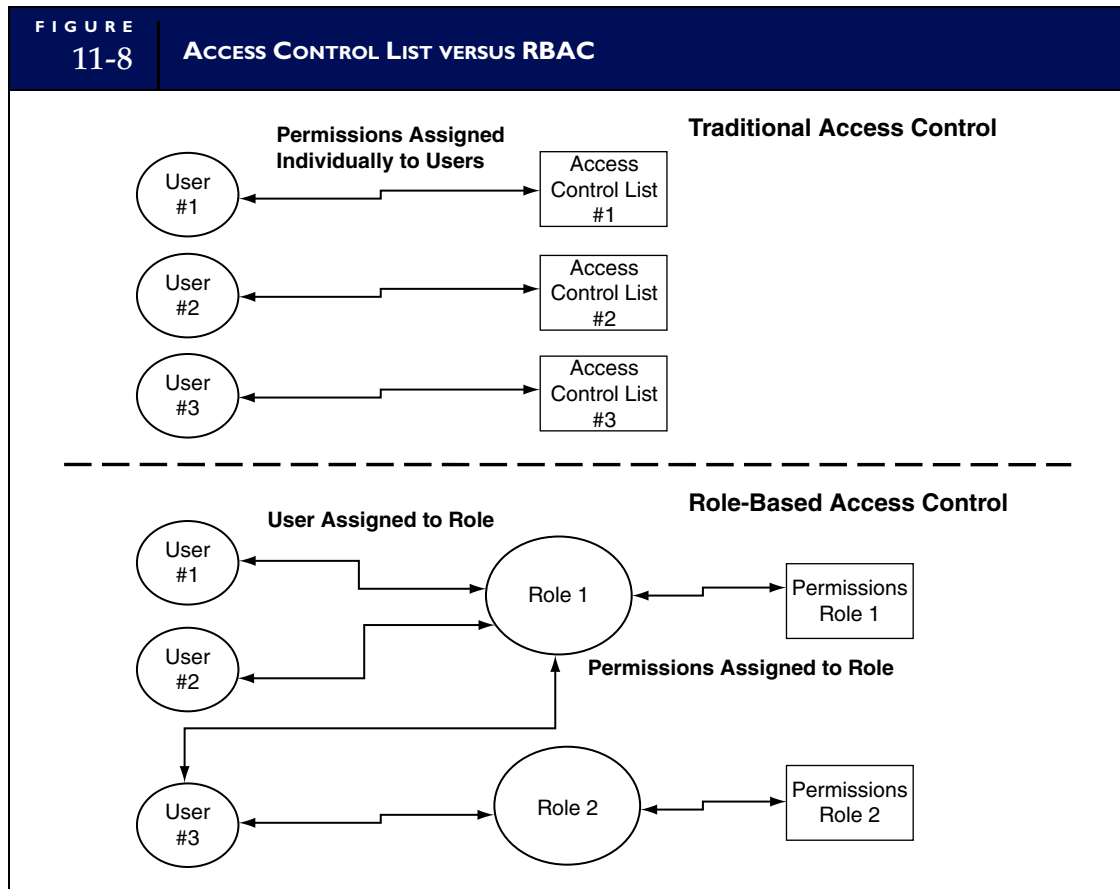 FIGURE
11-8
ACCESS CONTROL LIST VERSUS RBAC
Traditional Access Control
Permissions Assigned
Individually to Users
User
#1
Access
Control List
#1
User
#2
Access
Control List
#2
User
#3
Access
Control List
#3
Role-Based Access Control
User Assigned to Role
User
#1
Role 1
Permissions
Role 1
User
#2
Permissions Assigned to Role
User
#3
Role 2
Permissions
Role 2